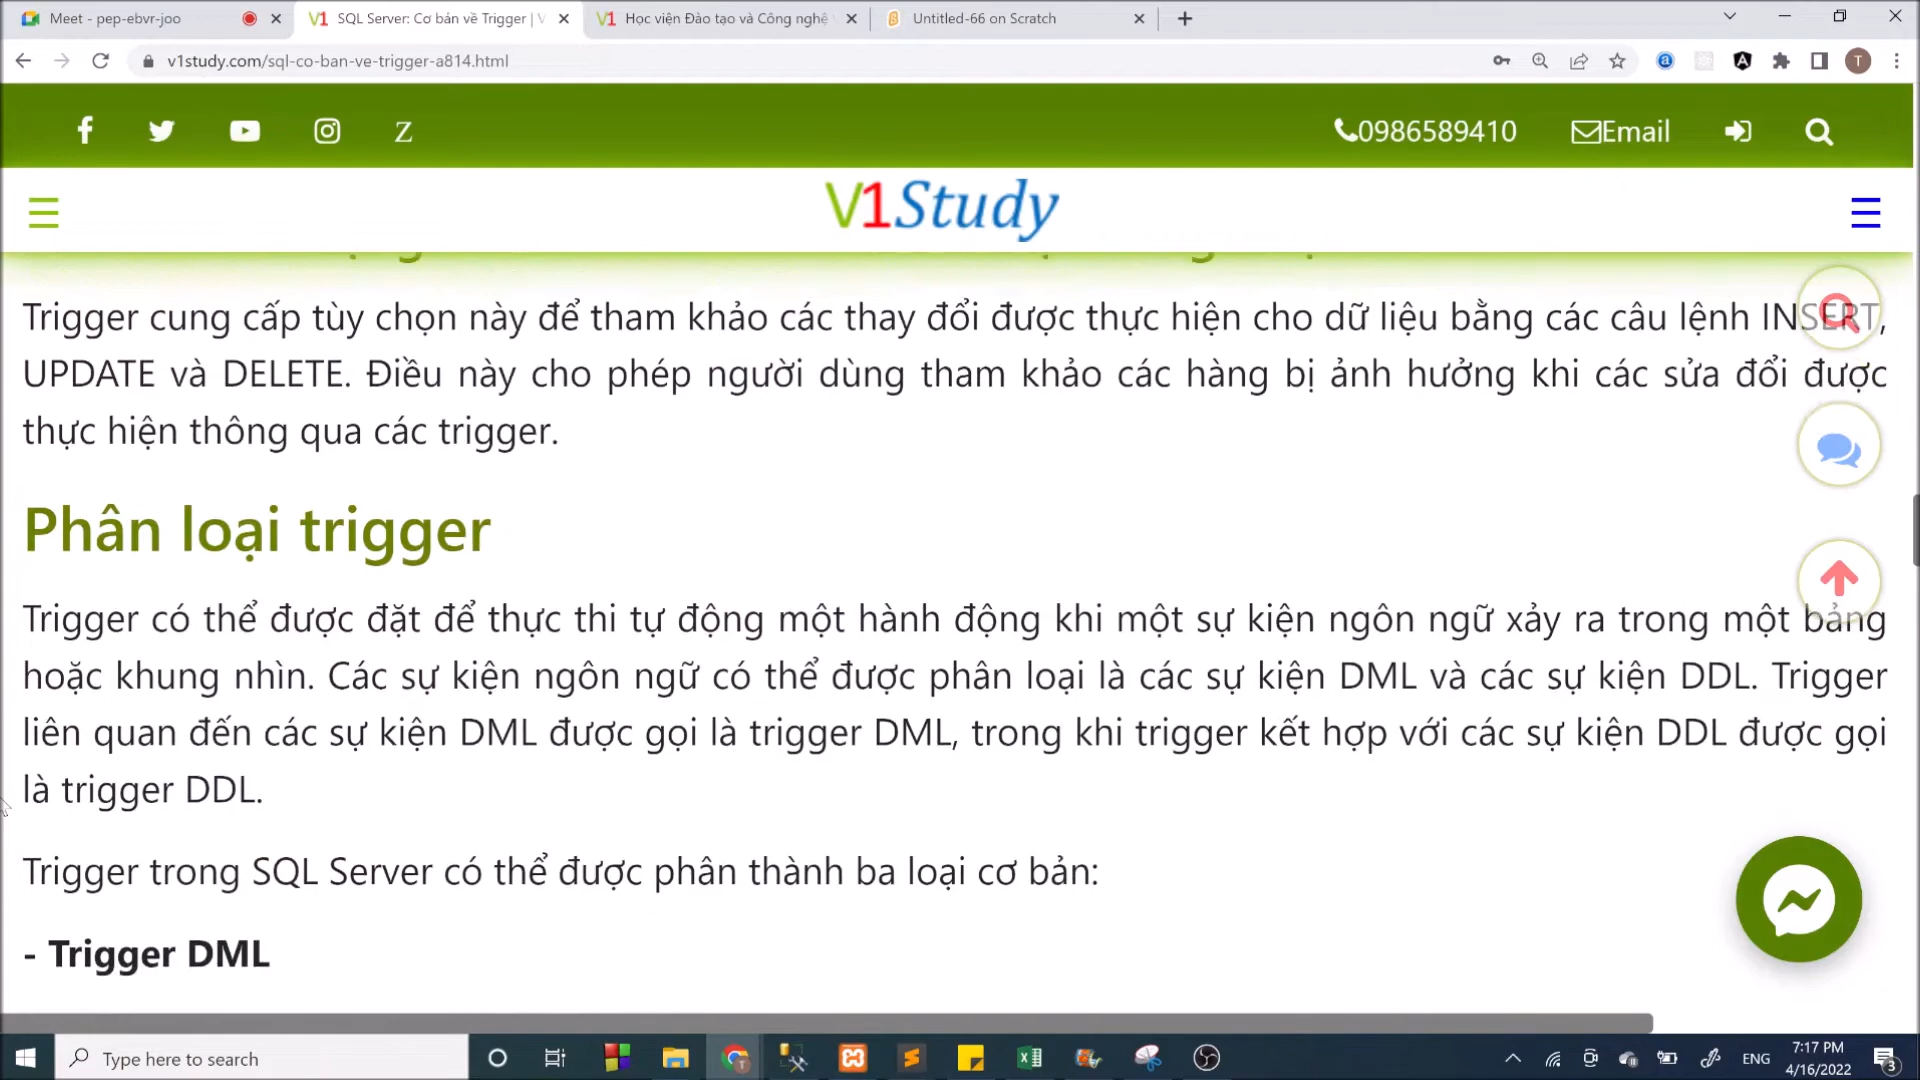 Meet - pep-ebvr-joo
SQL Server: Cơ bản về Trigger | V
Học viện Đào tạo và Công nghệ
Untitled-66 on Scratch
v1study.com/sql-co-ban-ve-trigger-a814.html
T
Z
0986589410
Email
V1Study
Trigger cung cấp tùy chọn này để tham khảo các thay đổi được thực hiện cho dữ liệu bằng các câu lệnh INSERT,
UPDATE và DELETE. Điều này cho phép người dùng tham khảo các hàng bị ảnh hưởng khi các sửa đổi được
thực hiện thông qua các trigger.
Phân loại trigger
Trigger có thể được đặt để thực thi tự động một hành động khi một sự kiện ngôn ngữ xảy ra trong một bảng
hoặc khung nhìn. Các sự kiện ngôn ngữ có thể được phân loại là các sự kiện DML và các sự kiện DDL. Trigger
liên quan đến các sự kiện DML được gọi là trigger DML, trong khi trigger kết hợp với các sự kiện DDL được gọi
là trigger DDL.
Trigger trong SQL Server có thể được phân thành ba loại cơ bản:
- Trigger DML
Type here to search
ENG
7:17 PM
4/16/2022
3